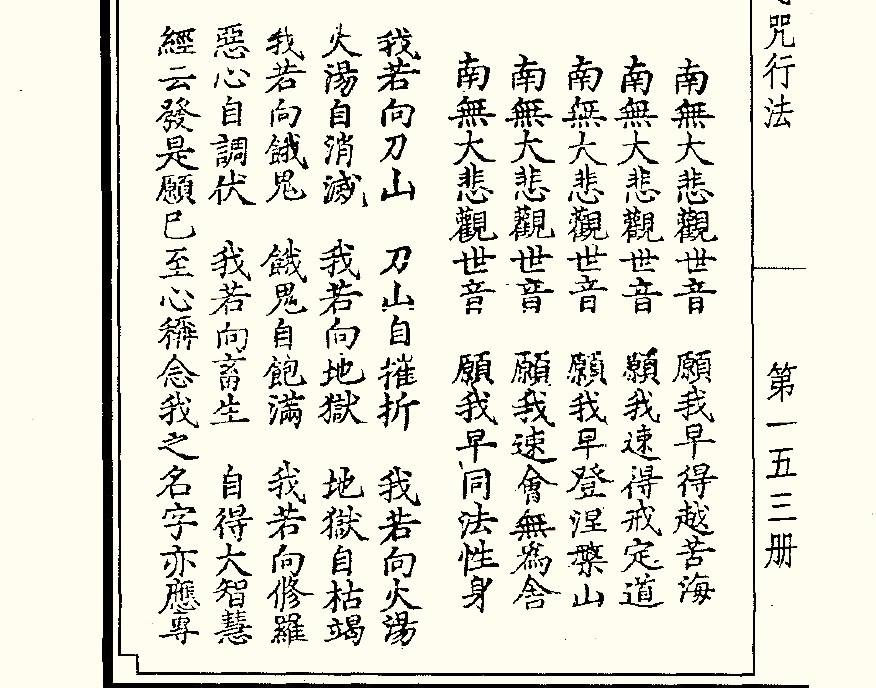 咒行法
第一五三册
南無大悲觀世音　願我早得越苦海
南無大悲觀世音　願我速得戒定道
南無大悲觀世音　願我早登涅槃山
南無大悲觀世音　願我速會無為舍
南無大悲觀世音　願我早同法性身
我若向刀山　刀山自摧折　我若向火湯
火湯自消滅　我若向地獄　地獄自枯竭
我若向餓鬼　餓鬼自飽滿　我若向修羅
惡心自調伏　我若向畜生　自得大智慧
經云發是願已至心稱念我之名字亦應專